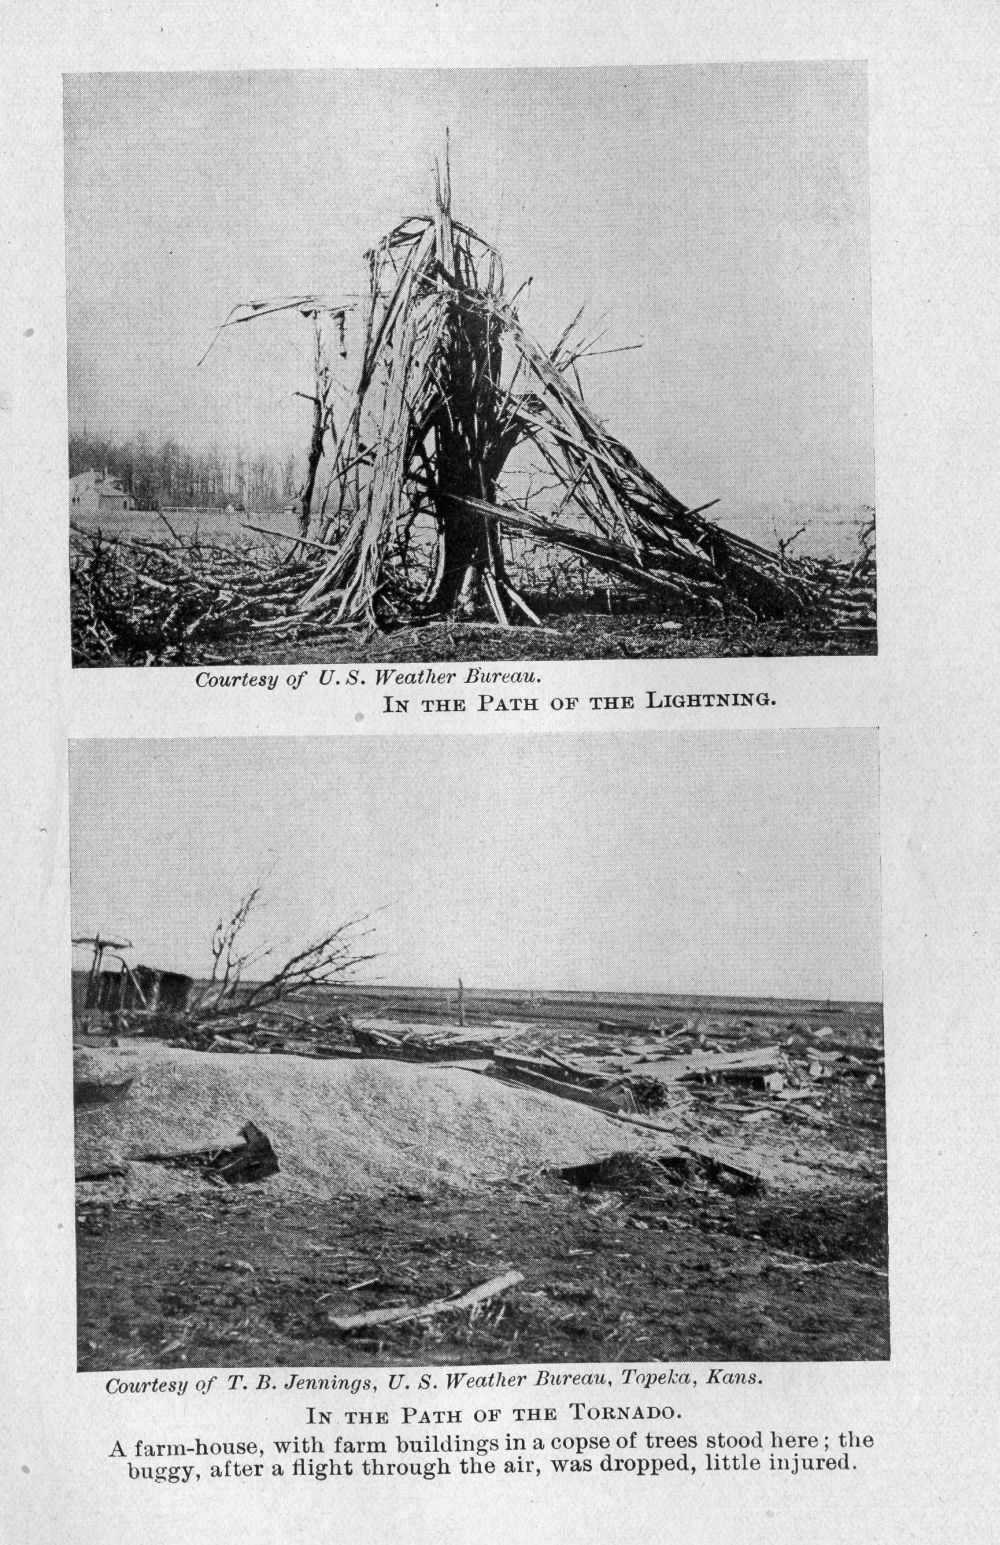 Courtesy of U. S. Weather Bureau.
In the Path of the Lightning.
Courtesy of T. B. Jennings, U. S. Weather Bureau, Topeka, Kans.
In the Path of the Tornado.
A farm-house, with farm buildings in a copse of trees stood here; the
buggy, after a flight through the air, was dropped, little injured.